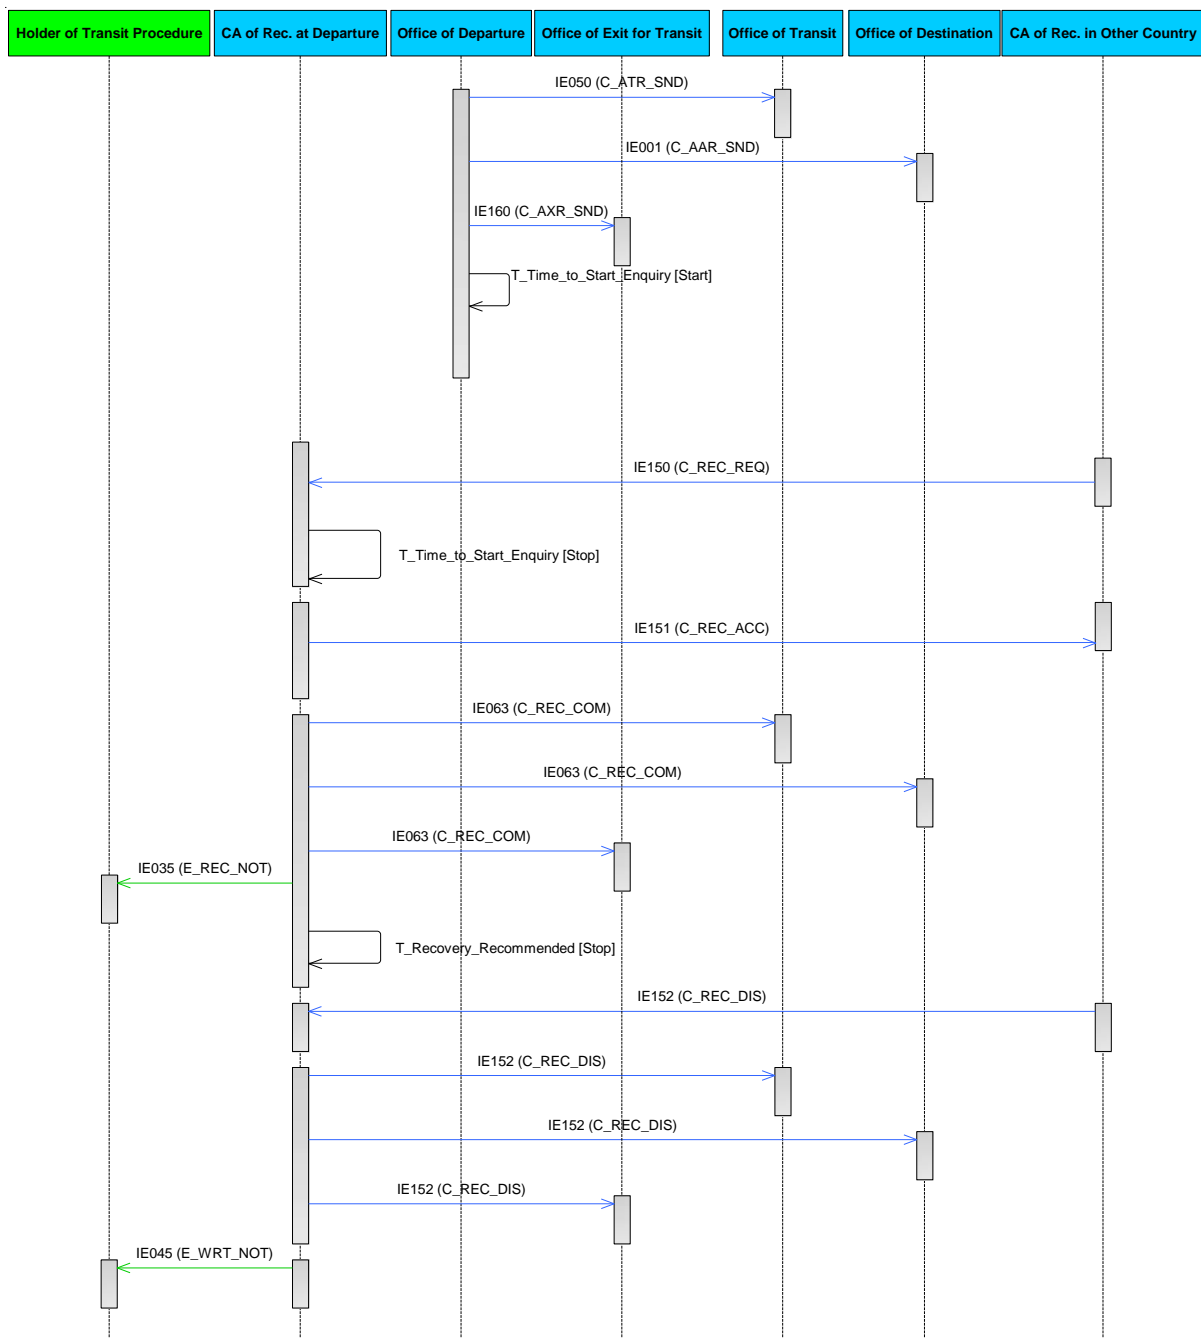 Holder of Transit Procedure
CA of Rec. at Departure
Office of Departure
Office of Exit for Transit
Office of Transit
Office of Destination
CA of Rec. in Other Country
IE050 (C_ATR_SND)
IE001 (C_AAR_SND)
IE160 (C_AXR_SND)
T_Time_to_Start_Enquiry [Start]
IE150 (C_REC_REQ)
T_Time_to_Start_Enquiry [Stop]
IE151 (C_REC_ACC)
IE063 (C_REC_COM)
IE063 (C_REC_COM)
IE063 (C_REC_COM)
IE035 (E_REC_NOT)
T_Recovery_Recommended [Stop]
IE152 (C_REC_DIS)
IE152 (C_REC_DIS)
IE152 (C_REC_DIS)
IE152 (C_REC_DIS)
IE045 (E_WRT_NOT)